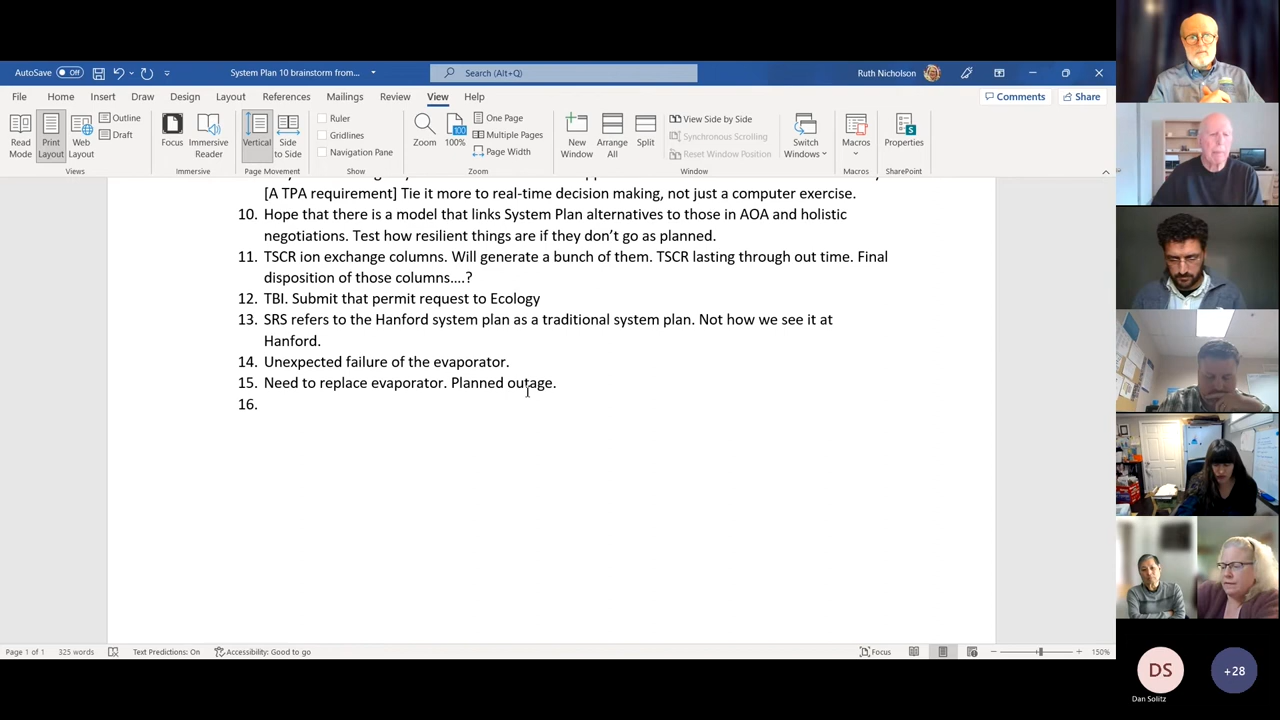 AutoSave Off System Plan 10 brainstorm from... Search (Alt+Q) Ruth Nicholson
File Home Insert Draw Design Layout References Mailings Review View Help Comments Share
Read Mode
Print Layout
Web Layout
Outline
Draft
Views
Focus
Immersive Reader
Immersive
Vertical
Side to Side
Page Movement
Ruler
Gridlines
Navigation Pane
Show
Zoom
100
100%
One Page
Multiple Pages
Page Width
Zoom
New Window
Arrange All
Split
View Side by Side
Synchronous Scrolling
Reset Window Position
Switch Windows
Window
Macros
Macros
Properties
SharePoint
[A TPA requirement] Tie it more to real-time decision making, not just a computer exercise.
10. Hope that there is a model that links System Plan alternatives to those in AOA and holistic
negotiations. Test how resilient things are if they don’t go as planned.
11. TSCR ion exchange columns. Will generate a bunch of them. TSCR lasting through out time. Final
disposition of those columns....?
12. TBI. Submit that permit request to Ecology
13. SRS refers to the Hanford system plan as a traditional system plan. Not how we see it at
Hanford.
14. Unexpected failure of the evaporator.
15. Need to replace evaporator. Planned outage.
16.
Page 1 of 1 325 words Text Predictions: On Accessibility: Good to go Focus 150%
DS
Dan Solitz
+28